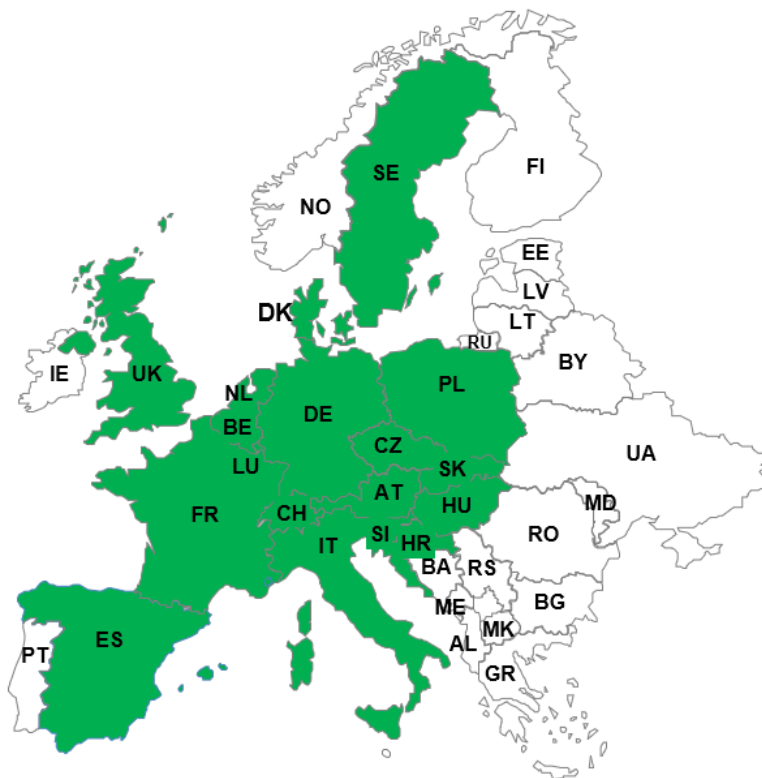 FI
SE
NO
EE
LV
DK
LT
RU
IE
UK
BY
NL
PL
DE
BE
CZ
UA
LU
SK
AT
MD
FR
CH
HU
RO
SI
IT
HR
BA
RS
ME
BG
MK
ES
AL
PT
GR